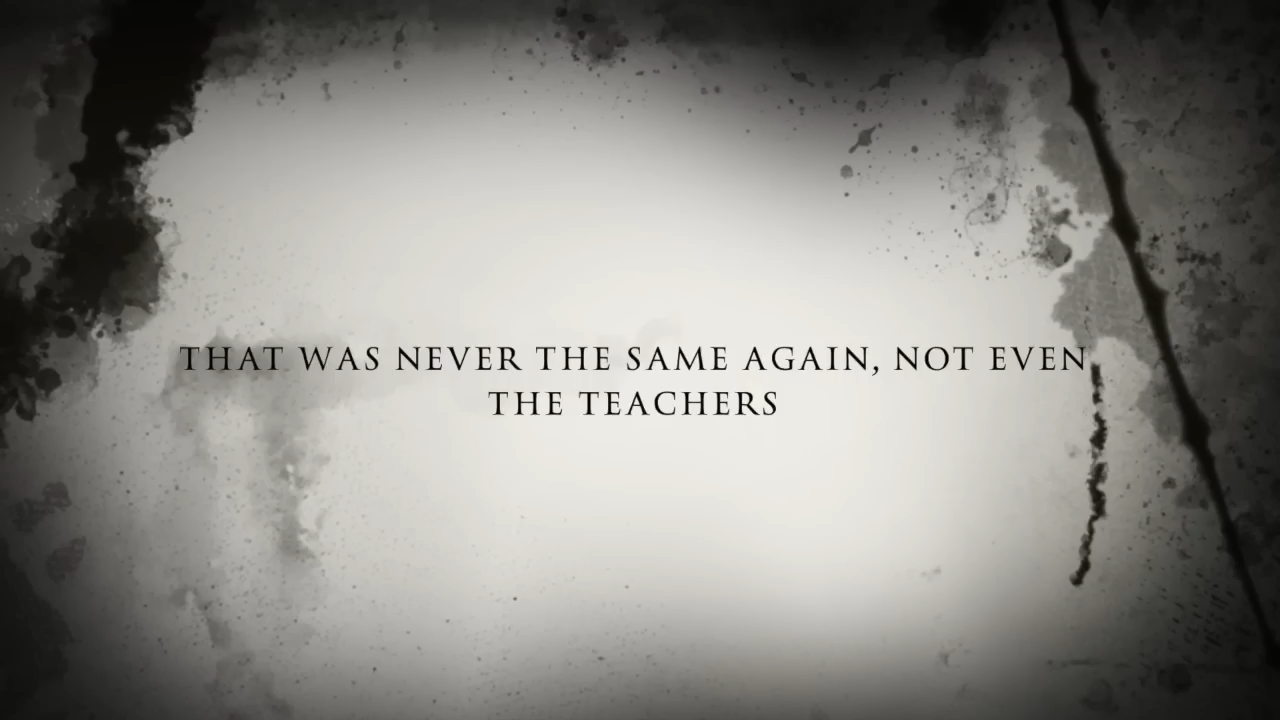 THAT WAS NEVER THE SAME AGAIN, NOT EVEN
THE TEACHERS